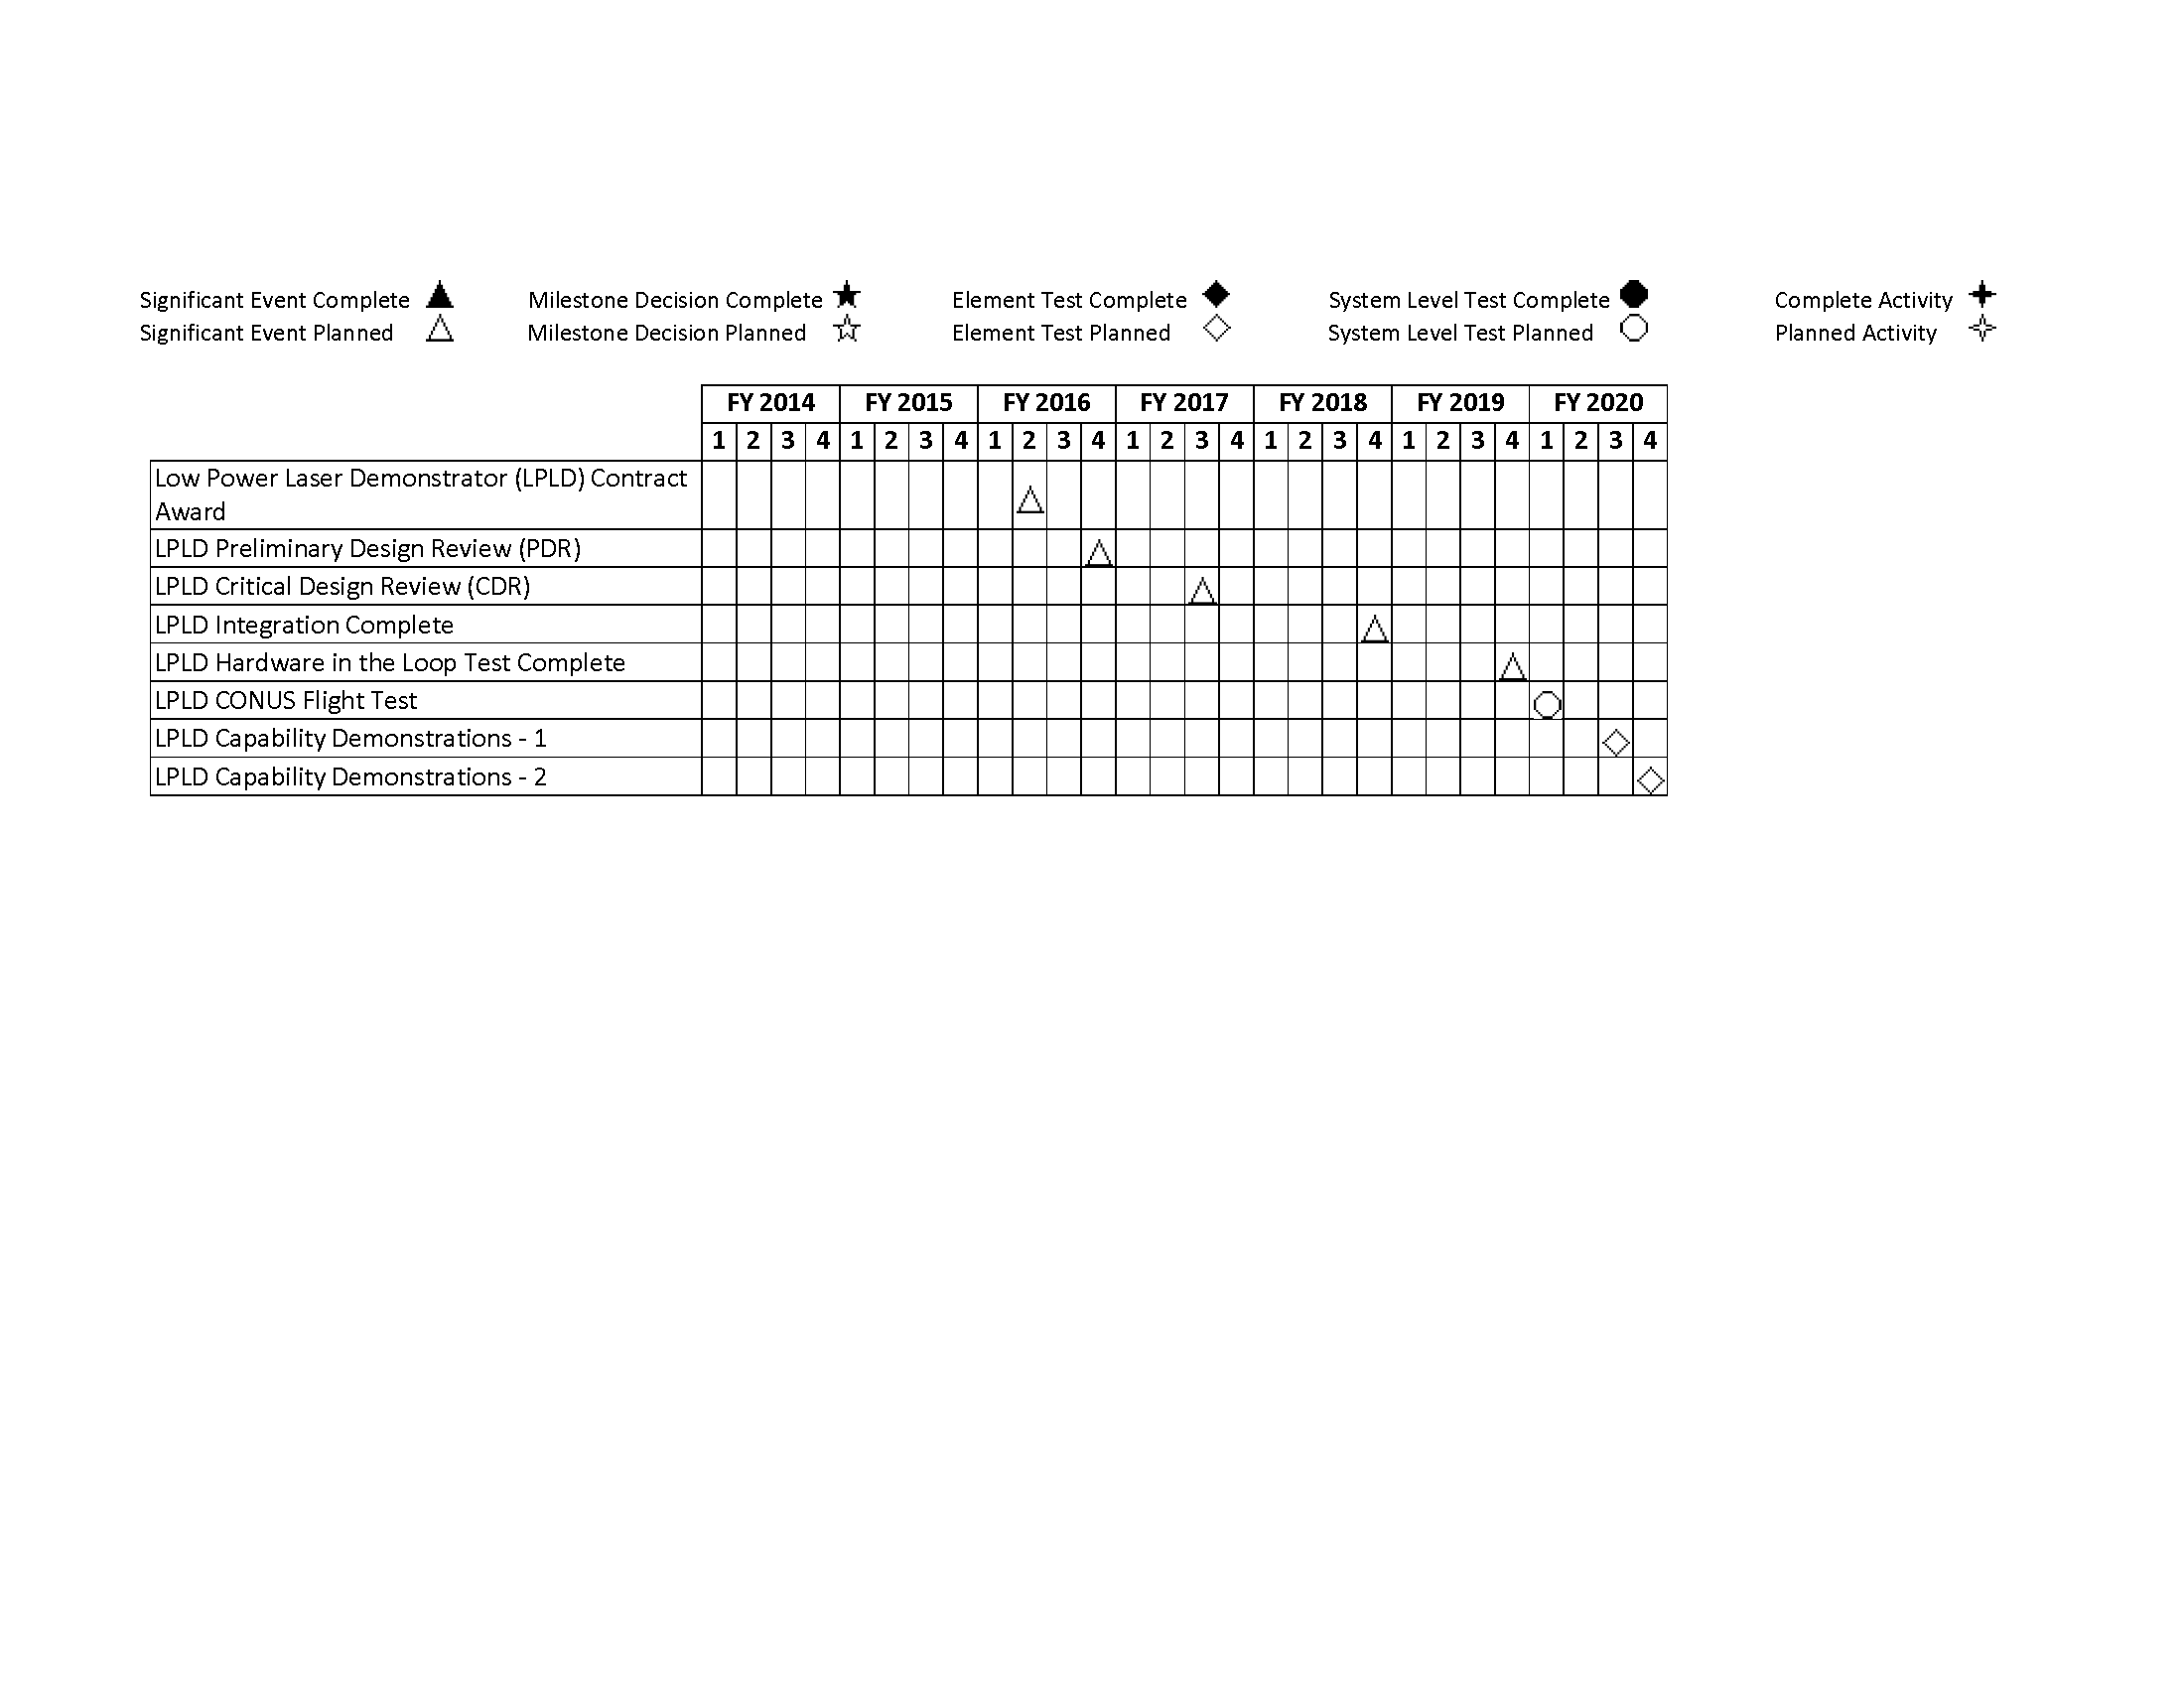 Significant Event Complete ▲ Milestone Decision Complete ★ Element Test Complete ◆ System Level Test Complete ⯃ Complete Activity ✦
Significant Event Planned △ Milestone Decision Planned ☆ Element Test Planned ◇ System Level Test Planned ○ Planned Activity ✧
FY 2014 FY 2015 FY 2016 FY 2017 FY 2018 FY 2019 FY 2020
1 2 3 4 1 2 3 4 1 2 3 4 1 2 3 4 1 2 3 4 1 2 3 4 1 2 3 4
Low Power Laser Demonstrator (LPLD) Contract
Award △
LPLD Preliminary Design Review (PDR) △
LPLD Critical Design Review (CDR) △
LPLD Integration Complete △
LPLD Hardware in the Loop Test Complete △
LPLD CONUS Flight Test ○
LPLD Capability Demonstrations - 1 ◇
LPLD Capability Demonstrations - 2 ◇